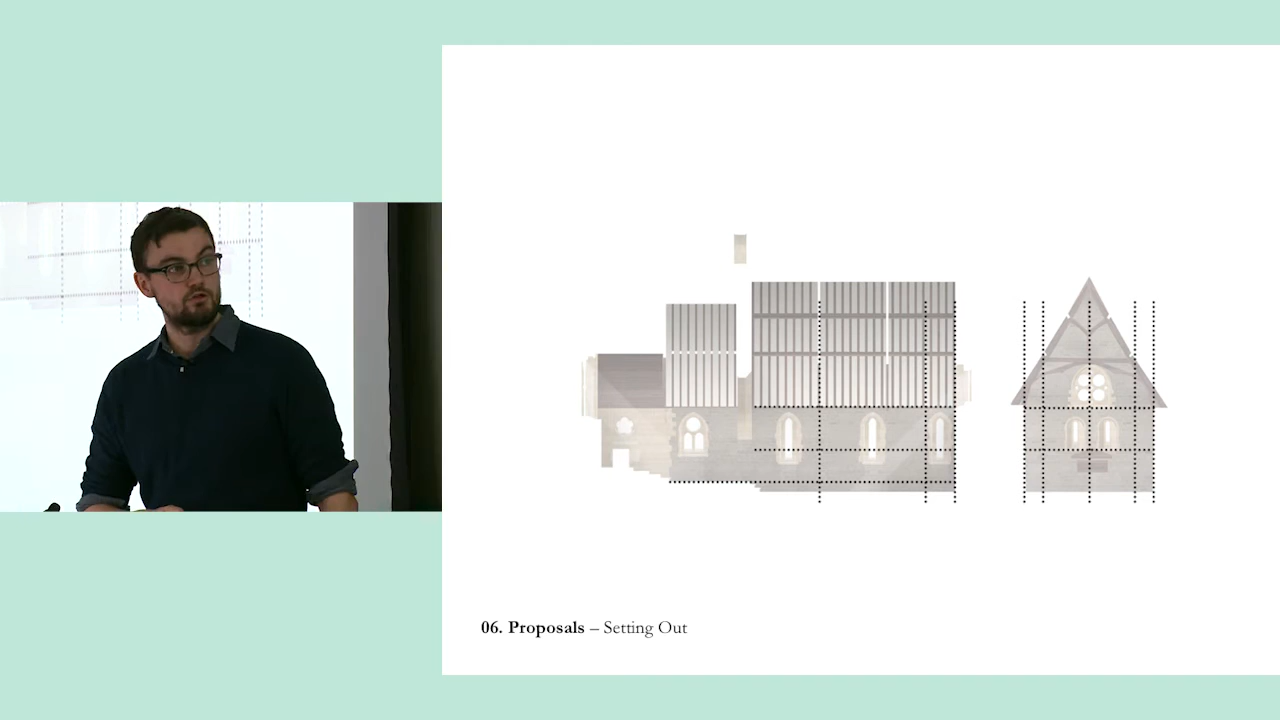 06. Proposals – Setting Out